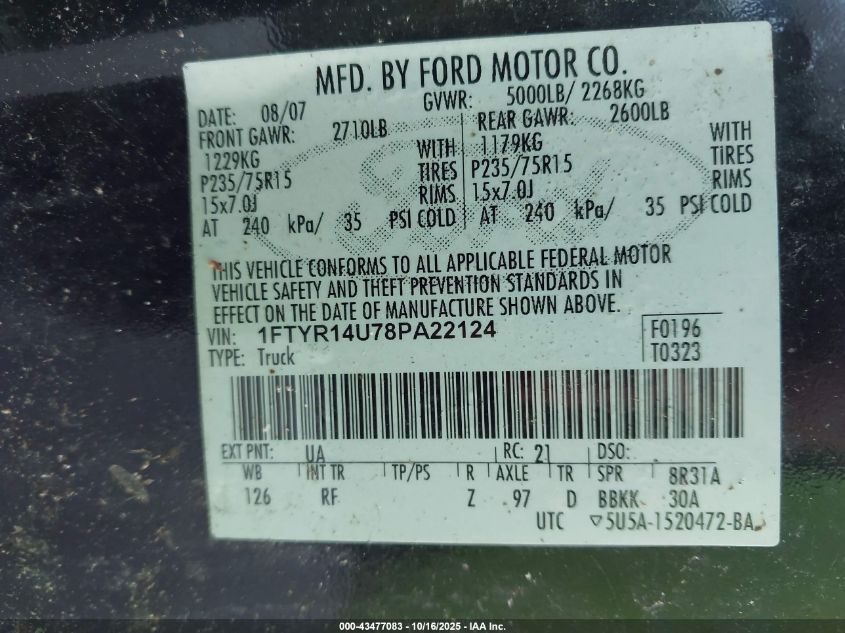 MFD. BY FORD MOTOR CO.
DATE: 08/07 GVWR: 5000LB/ 2268KG
FRONT GAWR: 2710LB REAR GAWR: 2600LB
1229KG WITH 1179KG WITH
P235/75R15 TIRES P235/75R15 TIRES
15x7.0J RIMS 15x7.0J RIMS
AT 240 kPa/ 35 PSI COLD AT 240 kPa/ 35 PSI COLD
THIS VEHICLE CONFORMS TO ALL APPLICABLE FEDERAL MOTOR
VEHICLE SAFETY AND THEFT PREVENTION STANDARDS IN
EFFECT ON THE DATE OF MANUFACTURE SHOWN ABOVE.
VIN: 1FTYR14U78PA22124 F0196
TYPE: Truck T0323
EXT PNT: UA RC: 21 DSO:
WB INT TR TP/PS R AXLE TR SPR 8R31A
126 RF Z 97 D BBKK 30A
UTC ▽5U5A-1520472-BA
000-43477083 - 10/16/2025 - IAA Inc.